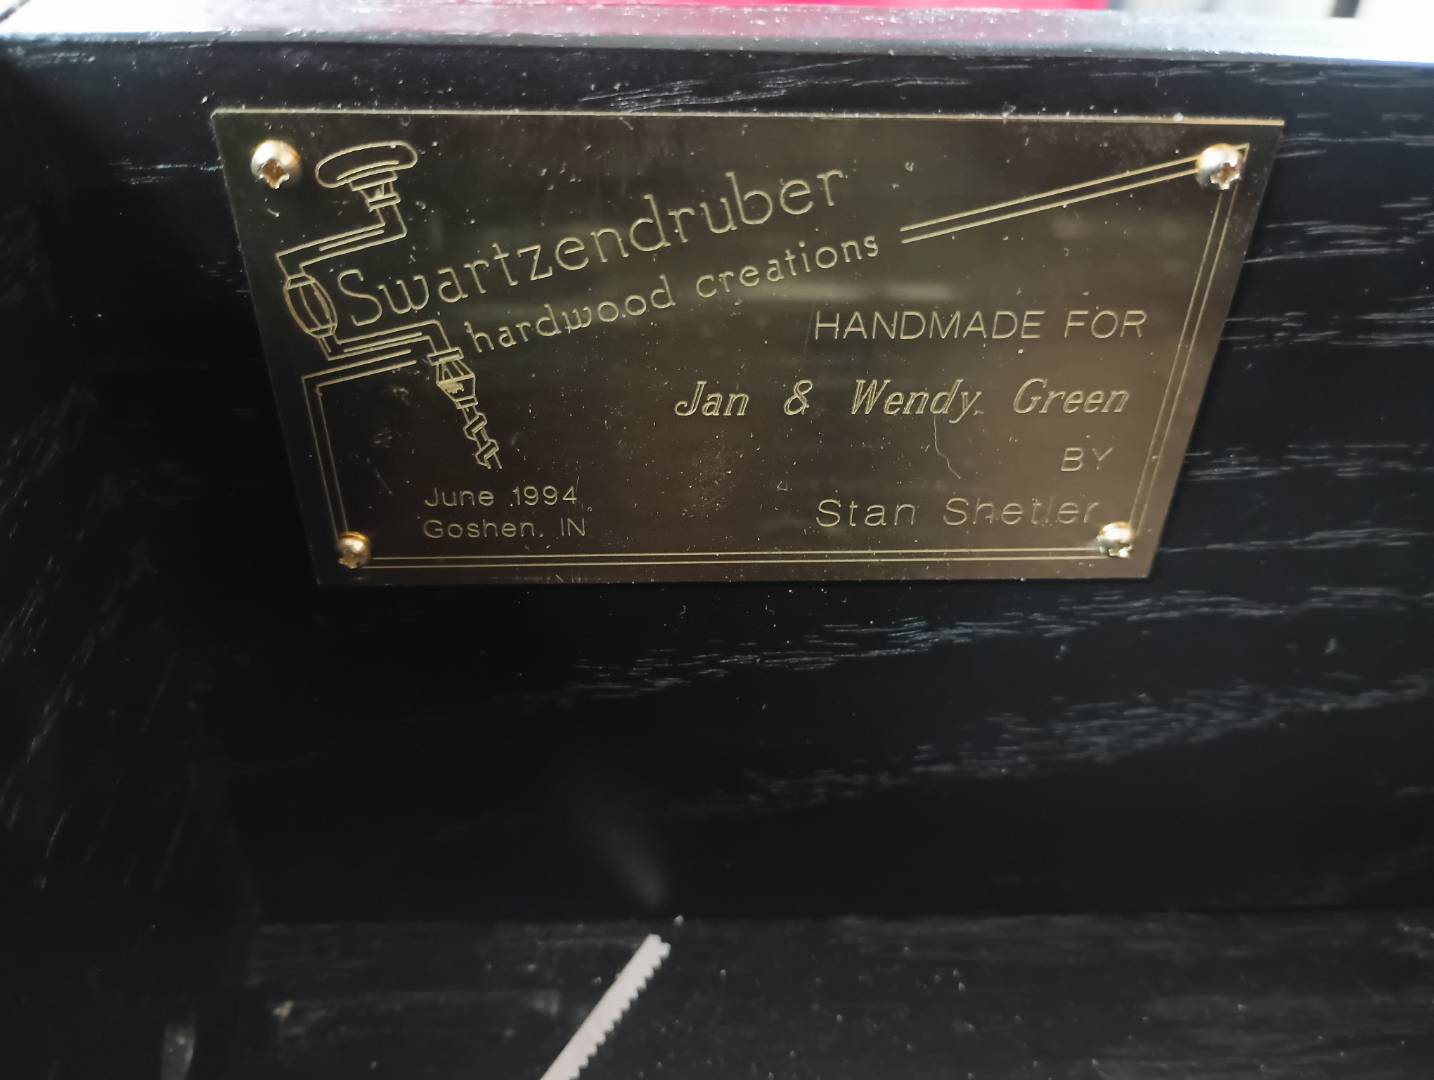 Swartzendruber
hardwood creations
HANDMADE FOR
Jan & Wendy Green
BY
Stan Shetler
June 1994
Goshen, IN